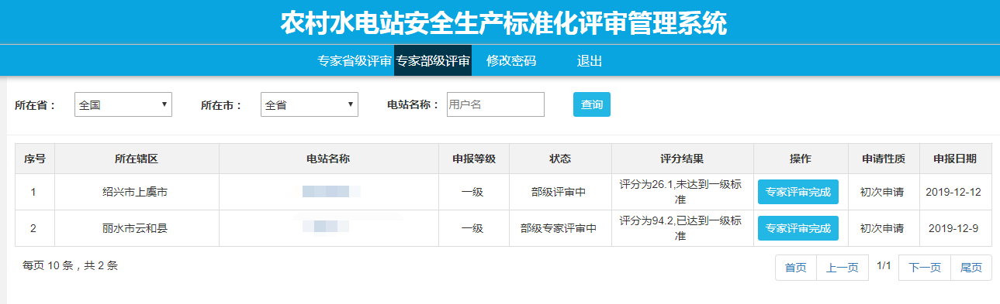 农村水电站安全生产标准化评审管理系统
专家省级评审 专家部级评审 修改密码 退出
所在省： 全国 所在市： 全省 电站名称： 用户名 查询
序号 所在辖区 电站名称 申报等级 状态 评分结果 操作 申请性质 申报日期
1 绍兴市上虞市 一级 部级评审中 评分为26.1,未达到一级标准 专家评审完成 初次申请 2019-12-12
2 丽水市云和县 一级 部级专家评审中 评分为94.2,已达到一级标准 专家评审完成 初次申请 2019-12-9
每页 10 条，共 2 条 首页 上一页 1/1 下一页 尾页